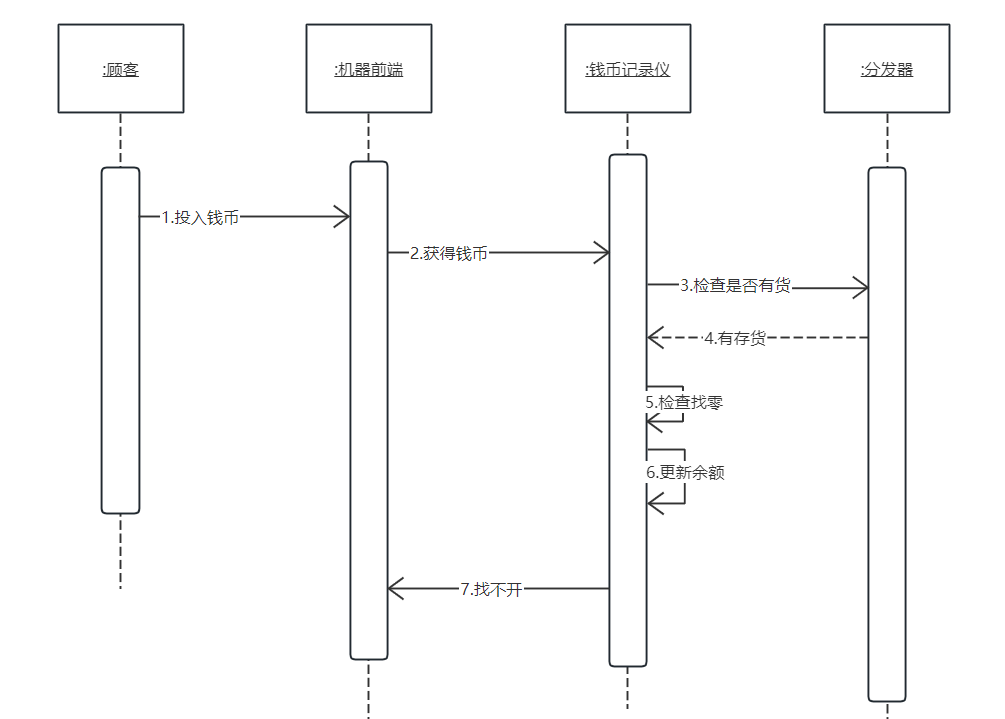 :顾客
:机器前端
:钱币记录仪
:分发器
1.投入钱币
2.获得钱币
3.检查是否有货
4.有存货
5.检查找零
6.更新余额
7.找不开